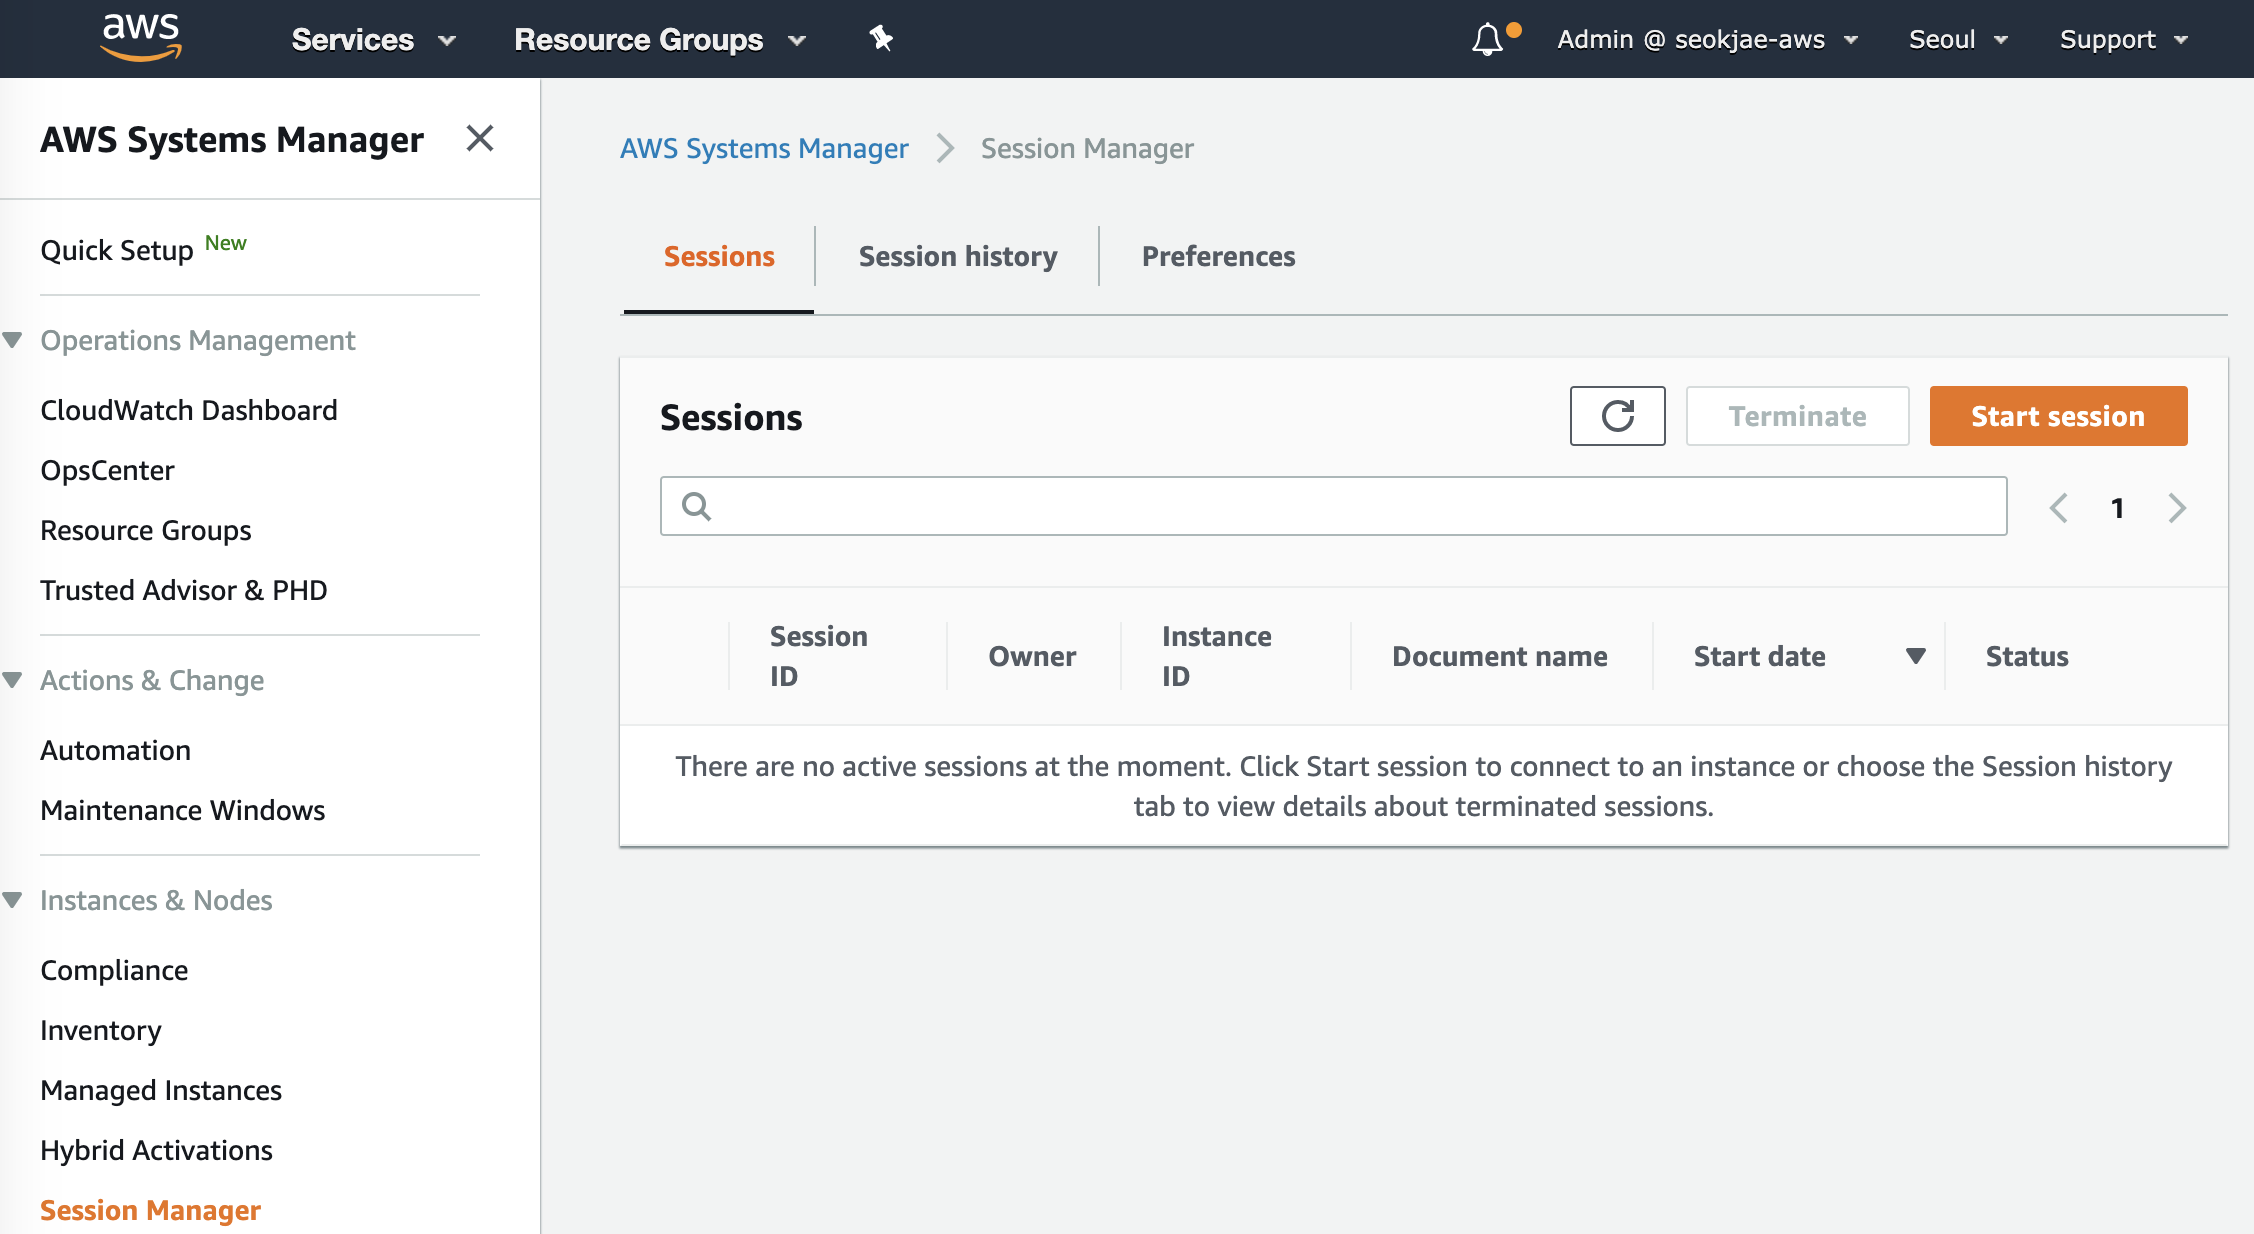 aws
Services
Resource Groups
Admin @ seokjae-aws
Seoul
Support
AWS Systems Manager
Quick Setup New
Operations Management
CloudWatch Dashboard
OpsCenter
Resource Groups
Trusted Advisor & PHD
Actions & Change
Automation
Maintenance Windows
Instances & Nodes
Compliance
Inventory
Managed Instances
Hybrid Activations
Session Manager
AWS Systems Manager
Session Manager
Sessions
Session history
Preferences
Sessions
Terminate
Start session
1
Session
ID
Owner
Instance
ID
Document name
Start date
Status
There are no active sessions at the moment. Click Start session to connect to an instance or choose the Session history
tab to view details about terminated sessions.